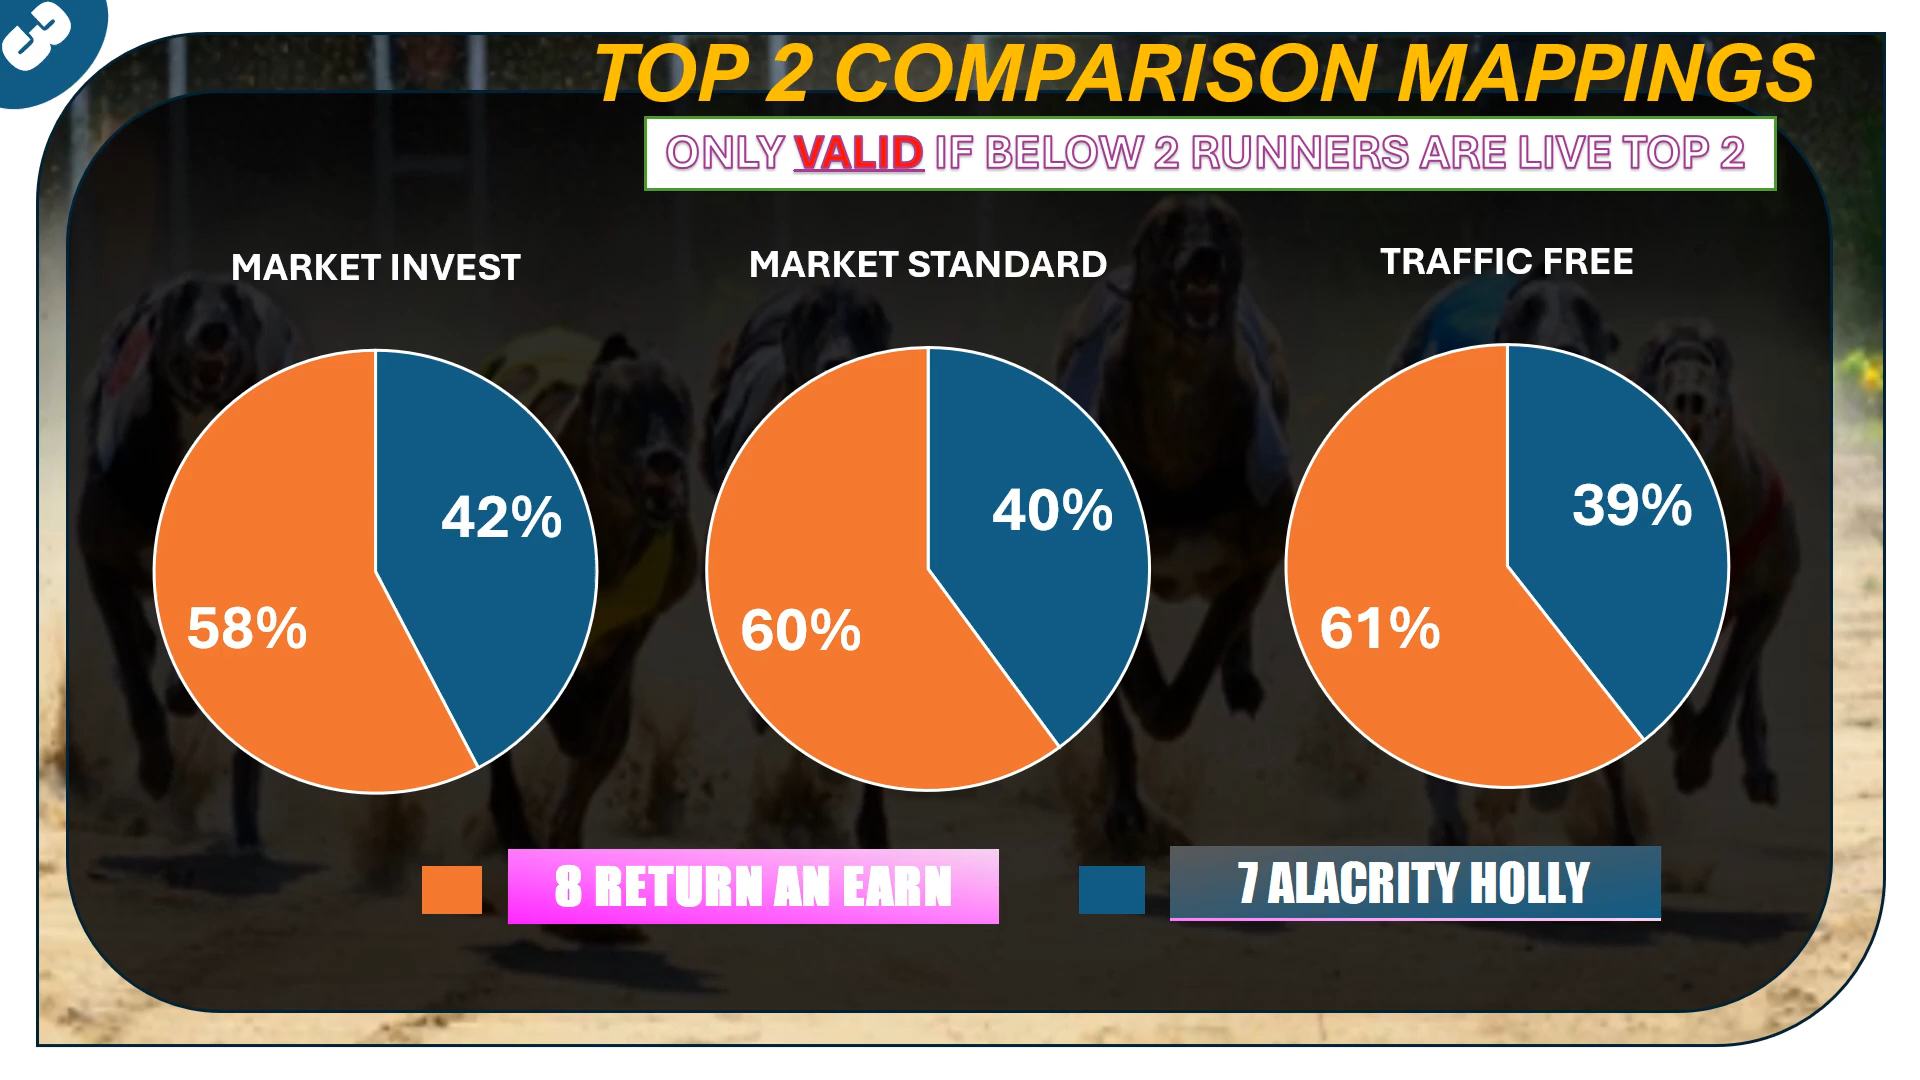 3
TOP 2 COMPARISON MAPPINGS
ONLY VALID IF BELOW 2 RUNNERS ARE LIVE TOP 2
MARKET INVEST
MARKET STANDARD
TRAFFIC FREE
42%
58%
40%
60%
39%
61%
8 RETURN AN EARN
7 ALACRITY HOLLY